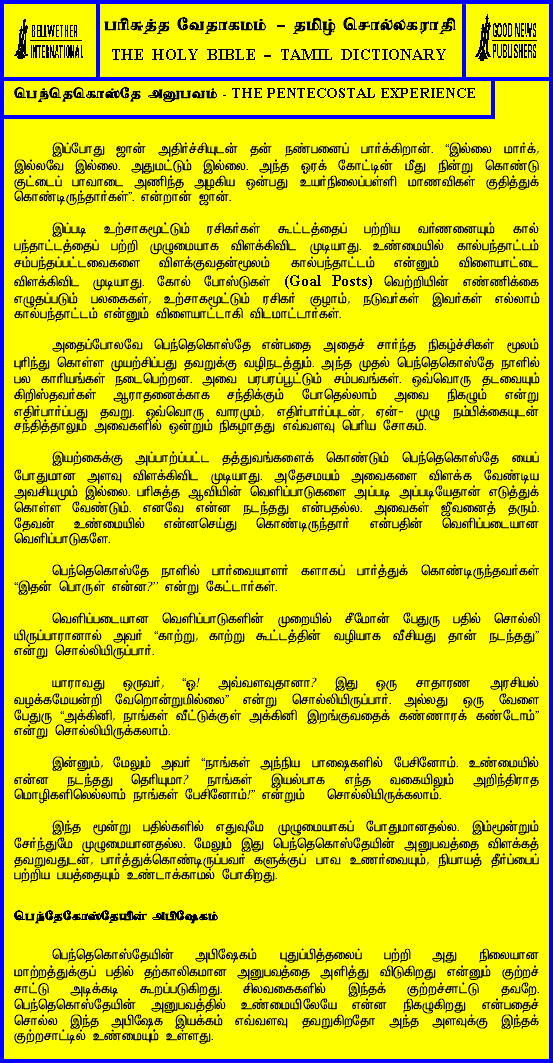 BELLWETHER
INTERNATIONAL
பரிசுத்த வேதாகமம் – தமிழ் சொல்லகராதி
THE HOLY BIBLE – TAMIL DICTIONARY
GOOD NEWS
PUBLISHERS
பெந்தெகொஸ்தே அனுபவம் - THE PENTECOSTAL EXPERIENCE
இப்போது ஜான் அதிர்ச்சியுடன் தன் நண்பனைப் பார்க்கிறான். “இல்லை மார்க்,
இல்லவே இல்லை. அதுமட்டும் இல்லை. அந்த ஓரக் கோட்டின் மீது நின்று கொண்டு
குட்டைப் பாவாடை அணிந்த அழகிய ஒன்பது உயர்நிலைப்பள்ளி மாணவிகள் குதித்துக்
கொண்டிருந்தார்கள்”. என்றான் ஜான்.
இப்படி உற்சாகமூட்டும் ரசிகர்கள் கூட்டத்தைப் பற்றிய வர்ணனையும் கால்
பந்தாட்டத்தைப் பற்றி முழுமையாக விளக்கிவிட முடியாது. உண்மையில் கால்பந்தாட்டம்
சம்பந்தப்பட்டவைகளை விளக்குவதன்மூலம் கால்பந்தாட்டம் என்னும் விளையாட்டை
விளக்கிவிட முடியாது. கோல் போஸ்டுகள் (Goal Posts) வெற்றியின் எண்ணிக்கை
எழுதப்படும் பலகைகள், உற்சாகமூட்டும் ரசிகர் குழாம், நடுவர்கள் இவர்கள் எல்லாம்
கால்பந்தாட்டம் என்னும் விளையாட்டாகி விடமாட்டார்கள்.
அதைப்போலவே பெந்தெகொஸ்தே என்பதை அதைச் சார்ந்த நிகழ்ச்சிகள் மூலம்
புரிந்து கொள்ள முயற்சிப்பது தவறுக்கு வழிநடத்தும். அந்த முதல் பெந்தெகொஸ்தே நாளில்
பல காரியங்கள் நடைபெற்றன. அவை பரபரப்பூட்டும் சம்பவங்கள். ஒவ்வொரு தடவையும்
கிறிஸ்தவர்கள் ஆராதனைக்காக சந்திக்கும் போதெல்லாம் அவை நிகழும் என்று
எதிர்பார்ப்பது தவறு. ஒவ்வொரு வாரமும், எதிர்பார்ப்புடன், ஏன்- முழு நம்பிக்கையுடன்
சந்தித்தாலும் அவைகளில் ஒன்றும் நிகழாதது எவ்வளவு பெரிய சோகம்.
இயற்கைக்கு அப்பாற்பப்பட்ட தத்துவங்களைக் கொண்டும் பெந்தெகொஸ்தே யைப்
போதுமான அளவு விளக்கிவிட முடியாது. அதேசமயம் அவைகளை விளக்க வேண்டிய
அவசியமும் இல்லை. பரிசுத்த ஆவியின் வெளிப்பாடுகளை அப்படி அப்படியேதான் எடுத்துக்
கொள்ள வேண்டும். எனவே என்ன நடந்தது என்பதல்ல. அவைகள் ஜீவனைத் தரும்.
தேவன் உண்மையில் என்னசெய்து கொண்டிருந்தார் என்பதின் வெளிப்படையான
வெளிப்பாடுகளே.
பெந்தெகொஸ்தே நாளில் பார்வையாளர் களாகப் பார்த்துக் கொண்டிருந்தவர்கள்
“இதன் பொருள் என்ன?’’ என்று கேட்டார்கள்.
வெளிப்படையான வெளிப்பாடுகளின் முறையில் சீமோன் பேதுரு பதில் சொல்லி
யிருப்பாரானால் அவர் “காற்று, காற்று கூட்டத்தின் வழியாக வீசியது தான் நடந்தது”
என்று சொல்லியிருப்பார்.
யாராவது ஒருவர், “ஓ! அவ்வளவுதானா? இது ஒரு சாதாரண அரசியல்
வழக்கமேயன்றி வேறொன்றுமில்லை” என்று சொல்லியிருப்பார். அல்லது ஒரு வேளை
பேதுரு “அக்கினி, நாங்கள் வீட்டுக்குள் அக்கினி இறங்குவதைக் கண்ணாரக் கண்டோம்”
என்று சொல்லியிருக்கலாம்.
இன்னும், மேலும் அவர் “நாங்கள் அந்நிய பாஷைகளில் பேசினோம். உண்மையில்
என்ன நடந்தது தெரியுமா? நாங்கள் இயல்பாக எந்த வகையிலும் அறிந்திராத
மொழிகளிலெல்லாம் நாங்கள் பேசினோம்!” என்றும் சொல்லியிருக்கலாம்.
இந்த மூன்று பதில்களில் எதுவுமே முழுமையாகப் போதுமானதல்ல. இம்மூன்றும்
சேர்ந்துமே முழுமையானதல்ல. மேலும் இது பெந்தெகொஸ்தேயின் அனுபவத்தை விளக்கத்
தவறுவதுடன், பார்த்துக்கொண்டிருப்பவர் களுக்குப் பாவ உணர்வையும், நியாயத் தீர்ப்பைப்
பற்றிய பயத்தையும் உண்டாக்காமல் போகிறது.
பெந்தேகோஸ்தேயின் அபிஷேகம்
பெந்தெகொஸ்தேயின் அபிஷேகம் புதுப்பித்தலைப் பற்றி அது நிலையான
மாற்றத்துக்குப் பதில் தற்காலிகமான அனுபவத்தை அளித்து விடுகிறது என்னும் குற்றச்
சாட்டு அடிக்கடி கூறப்படுகிறது. சிலவகைகளில் இந்தக் குற்றச்சாட்டு தவறே.
பெந்தெகொஸ்தேயின் அனுபவத்தில் உண்மையிலேயே என்ன நிகழுகிறது என்பதைச்
சொல்ல இந்த அபிஷேக இயக்கம் எவ்வளவு தவறுகிறதோ அந்த அளவுக்கு இந்தக்
குற்றசாட்டில் உண்மையும் உள்ளது.